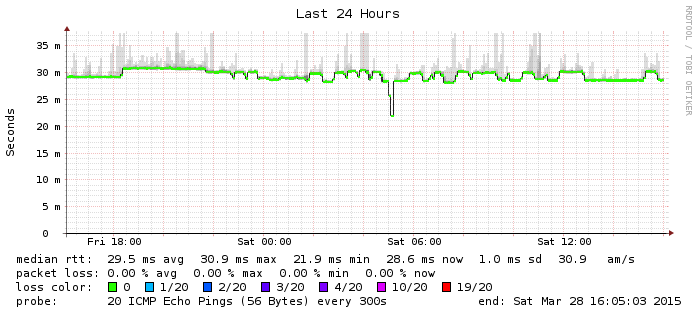 Last 24 Hours
RRDTOOL / TOBI OETIKER
Seconds
35 m
30 m
25 m
20 m
15 m
10 m
5 m
0
Fri 18:00 Sat 00:00 Sat 06:00 Sat 12:00
median rtt: 29.5 ms avg 30.9 ms max 21.9 ms min 28.6 ms now 1.0 ms sd 30.9 am/s
packet loss: 0.00 % avg 0.00 % max 0.00 % min 0.00 % now
loss color: 0 1/20 2/20 3/20 4/20 10/20 19/20
probe: 20 ICMP Echo Pings (56 Bytes) every 300s end: Sat Mar 28 16:05:03 2015